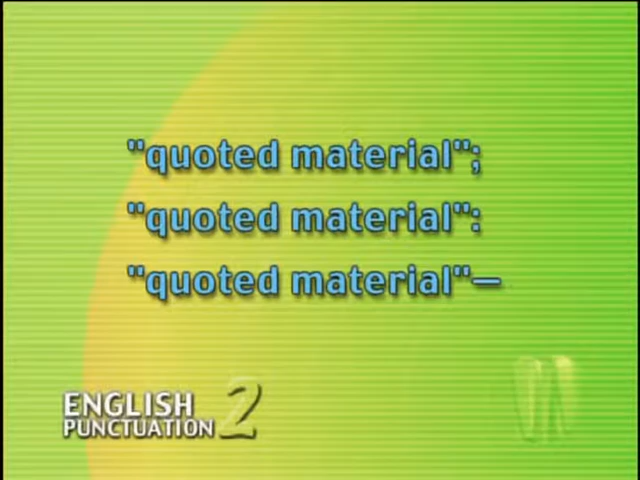 "quoted material";
"quoted material":
"quoted material"—
ENGLISH
PUNCTUATION 2